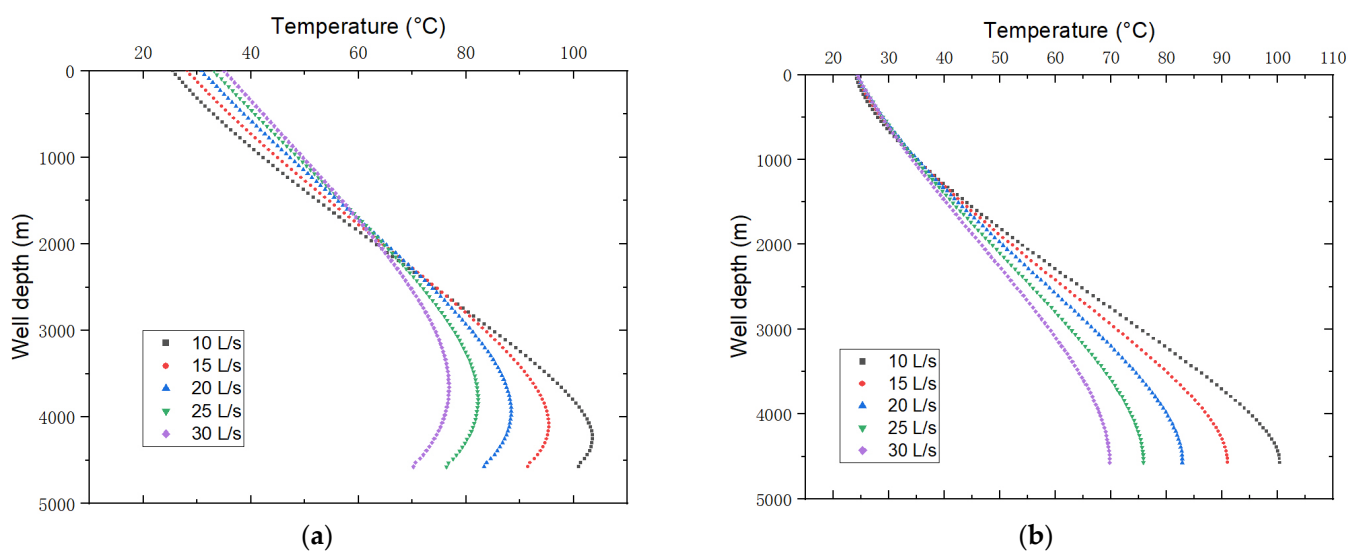 Temperature (°C)
20 40 60 80 100
0
1000
2000
3000
4000
5000
Well depth (m)
10 L/s
15 L/s
20 L/s
25 L/s
30 L/s
(a)
Temperature (°C)
20 30 40 50 60 70 80 90 100 110
0
1000
2000
3000
4000
5000
Well depth (m)
10 L/s
15 L/s
20 L/s
25 L/s
30 L/s
(b)